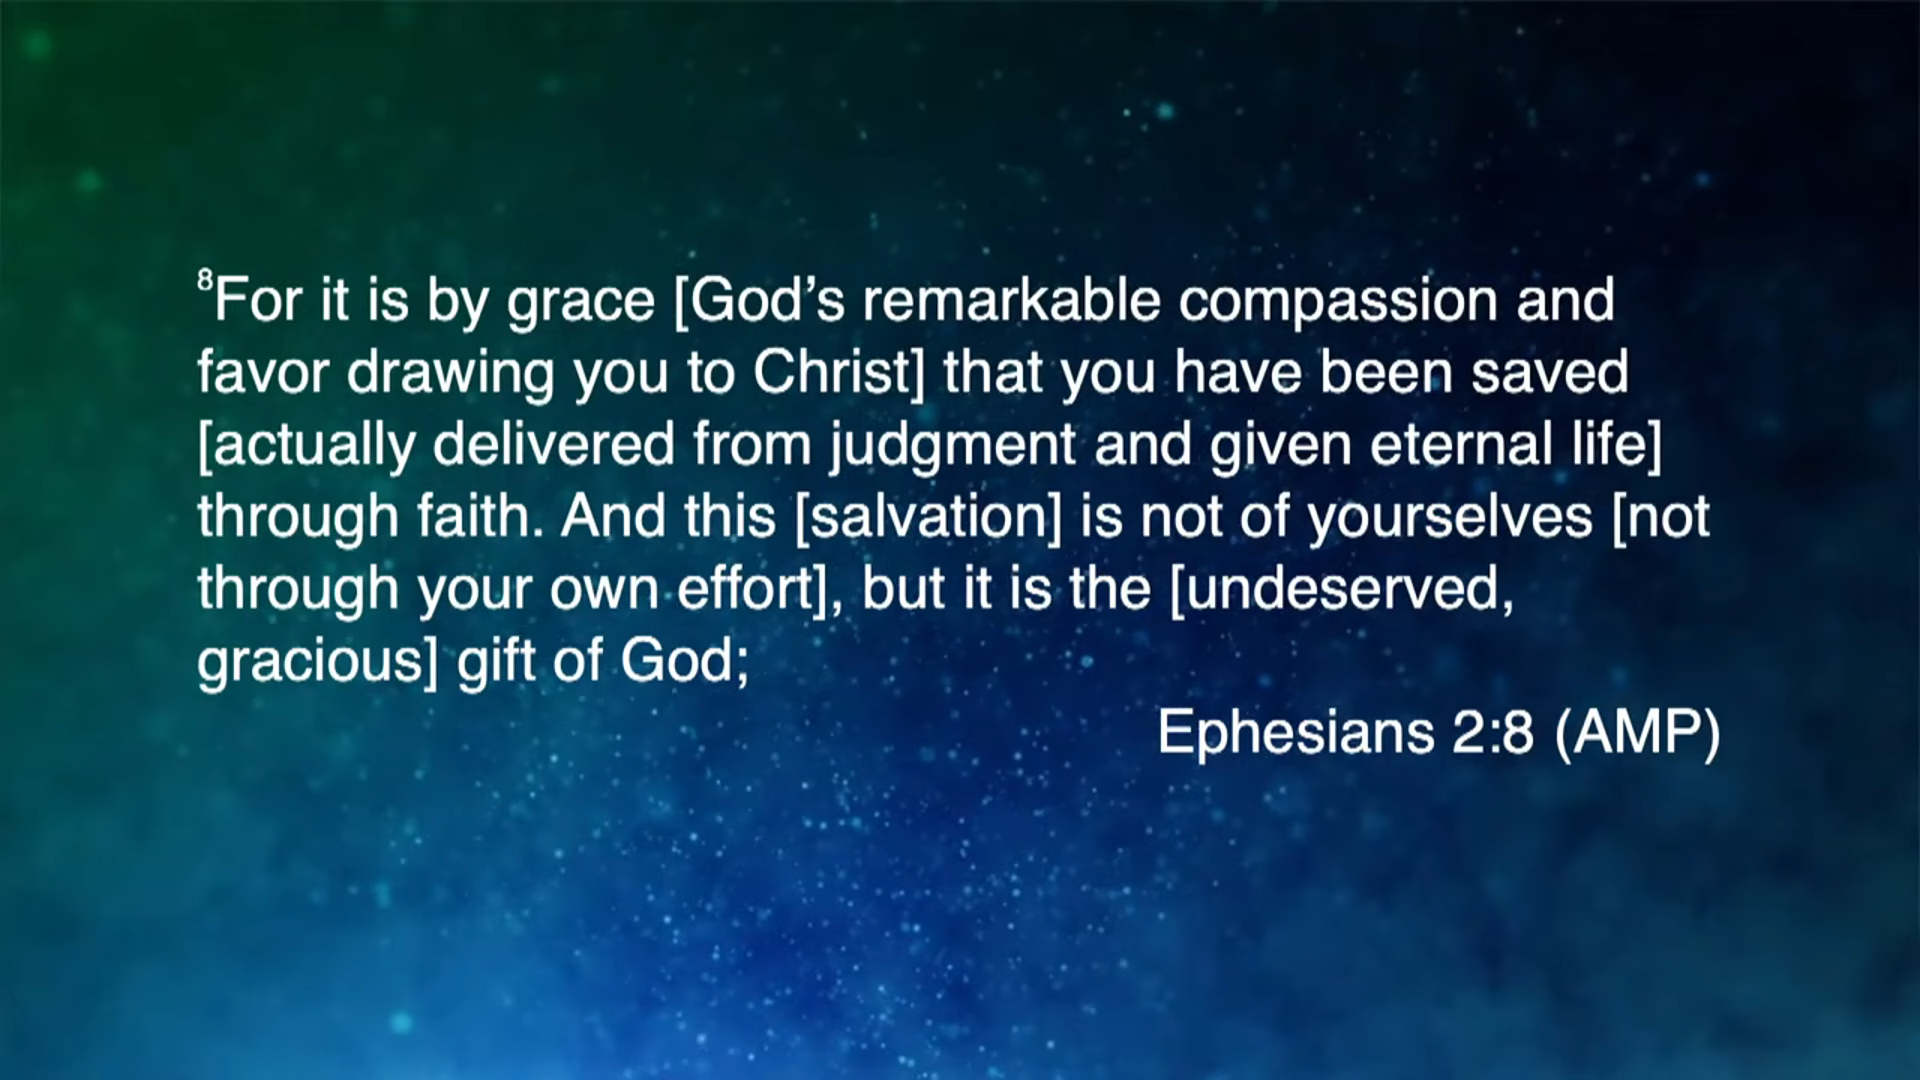 ⁸For it is by grace [God’s remarkable compassion and
favor drawing you to Christ] that you have been saved
[actually delivered from judgment and given eternal life]
through faith. And this [salvation] is not of yourselves [not
through your own effort], but it is the [undeserved,
gracious] gift of God;
Ephesians 2:8 (AMP)